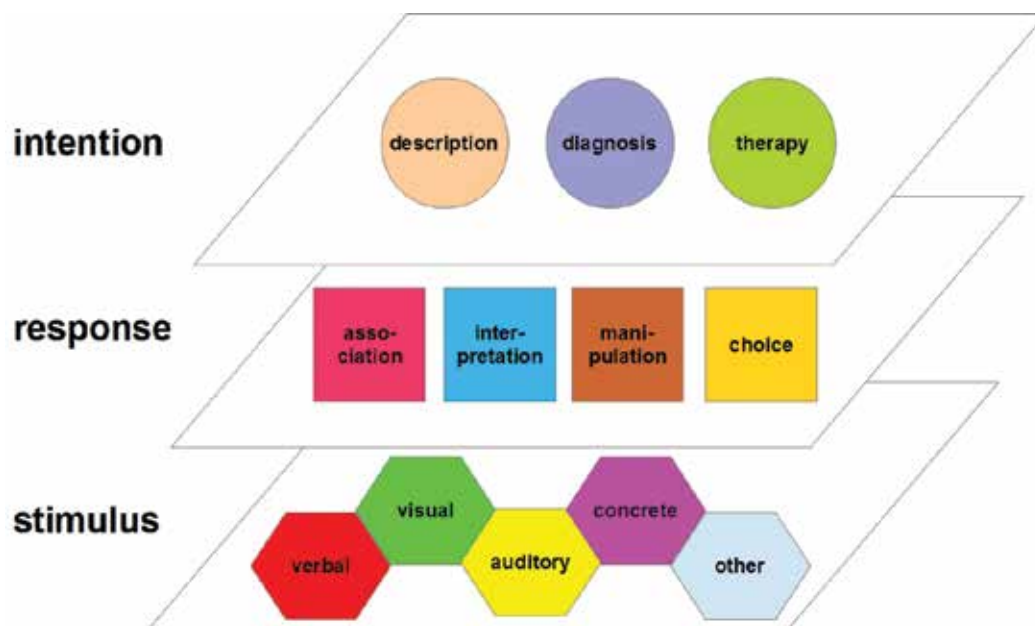 intention
description
diagnosis
therapy
response
asso-
ciation
inter-
pretation
mani-
pulation
choice
stimulus
verbal
visual
auditory
concrete
other